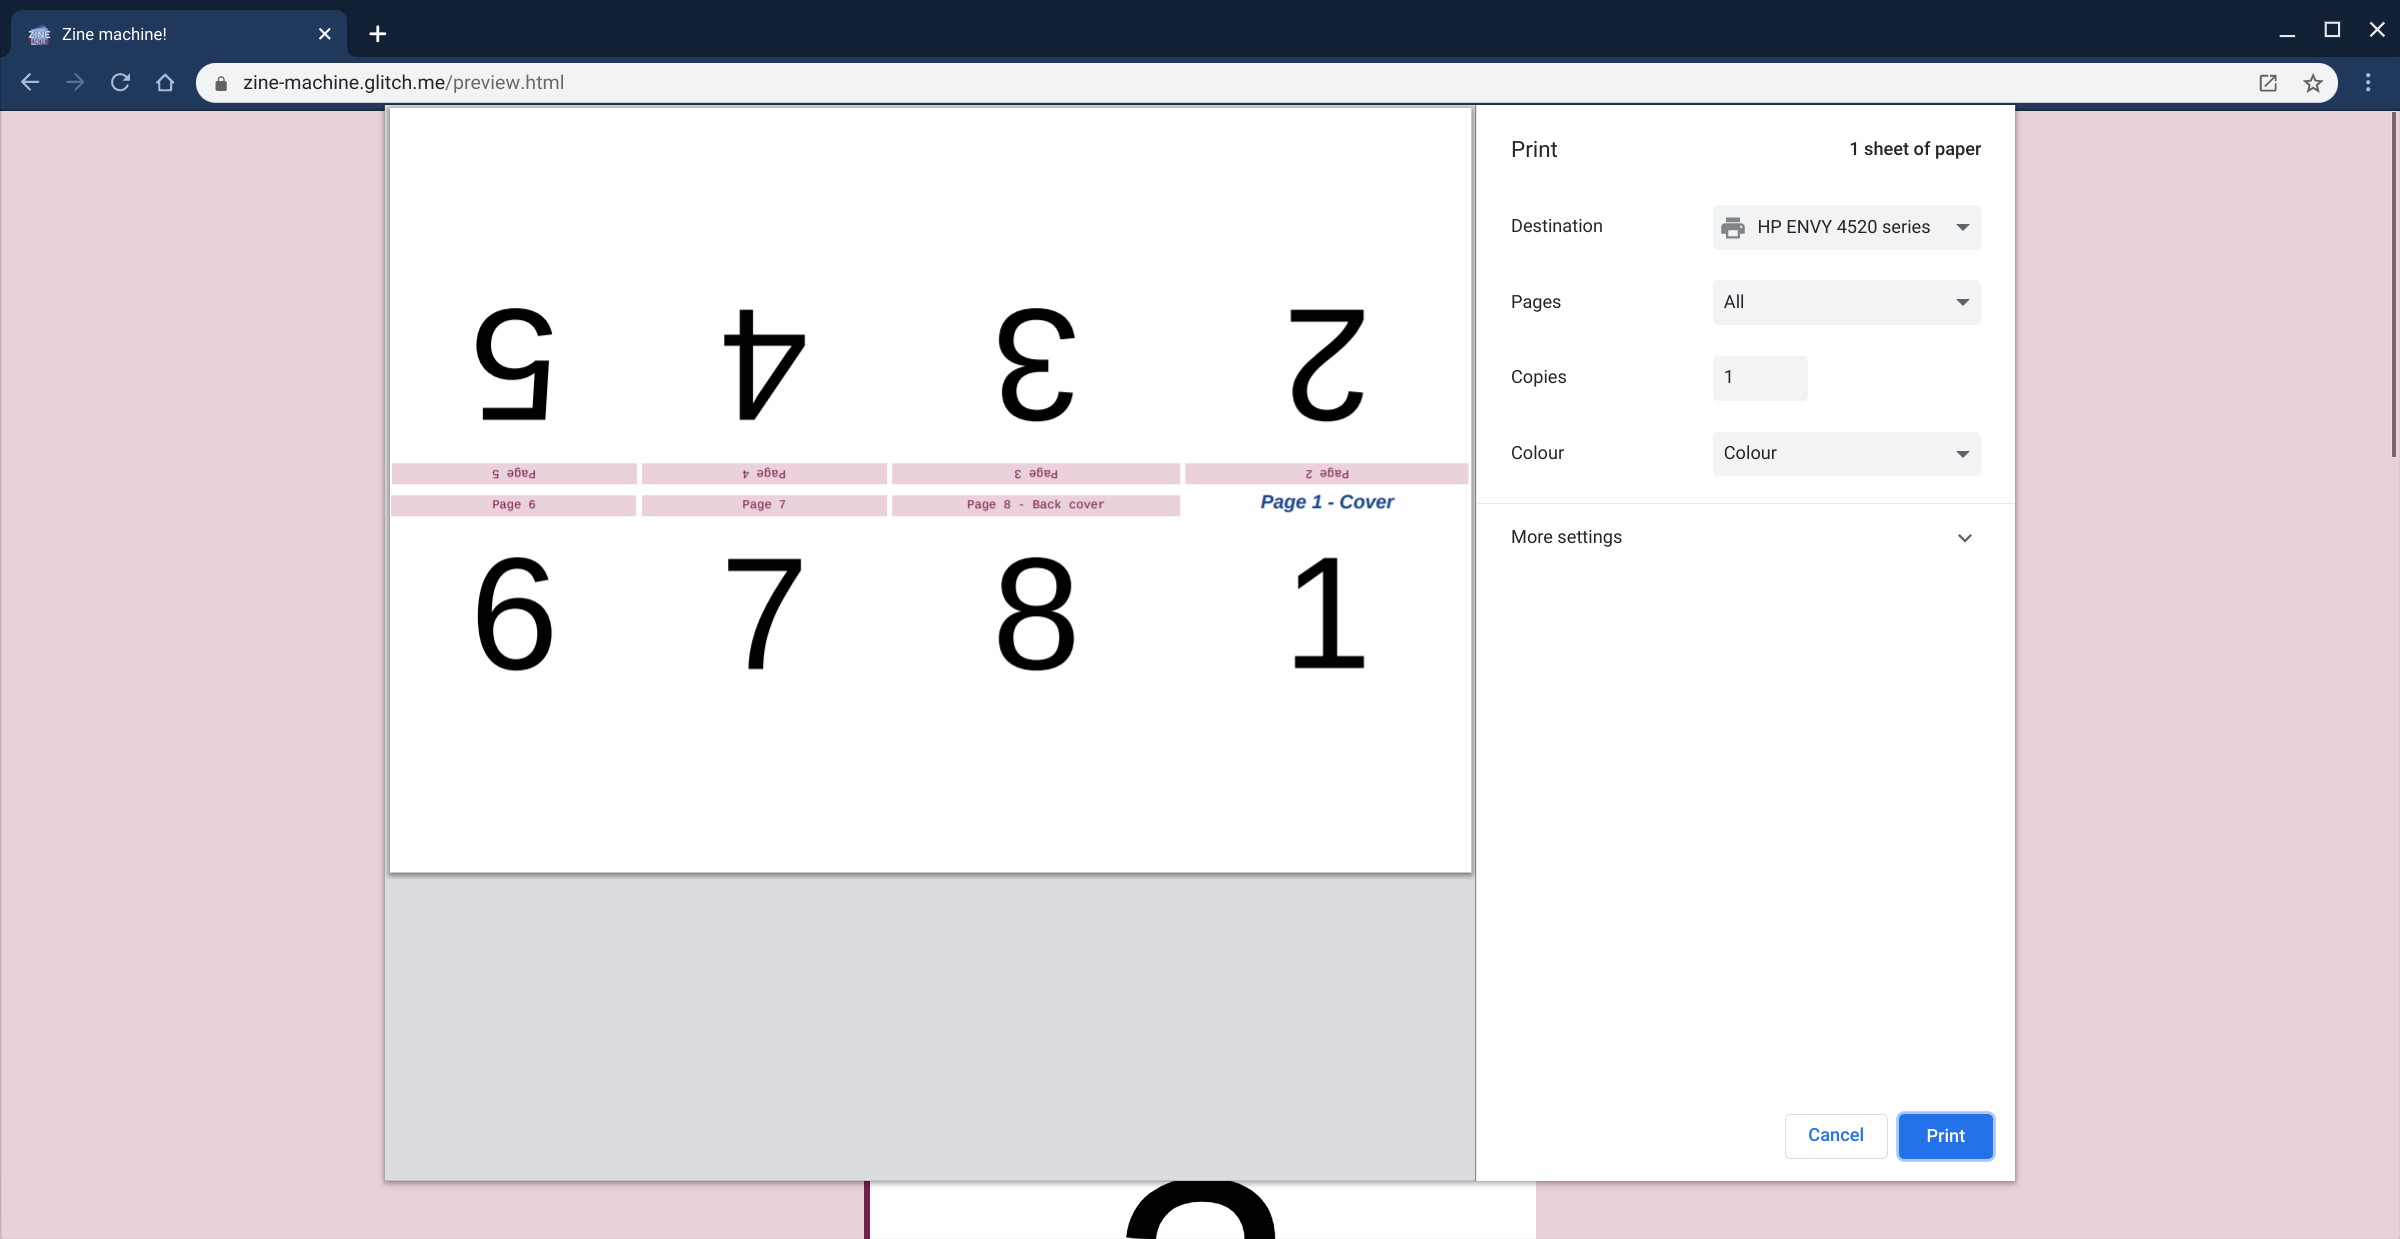 Zine machine!
zine-machine.glitch.me/preview.html
5 4 3 2
Page 5 Page 4 Page 3 Page 2
Page 6 Page 7 Page 8 - Back cover Page 1 - Cover
6 7 8 1
Print 1 sheet of paper
Destination HP ENVY 4520 series
Pages All
Copies 1
Colour Colour
More settings
Cancel Print